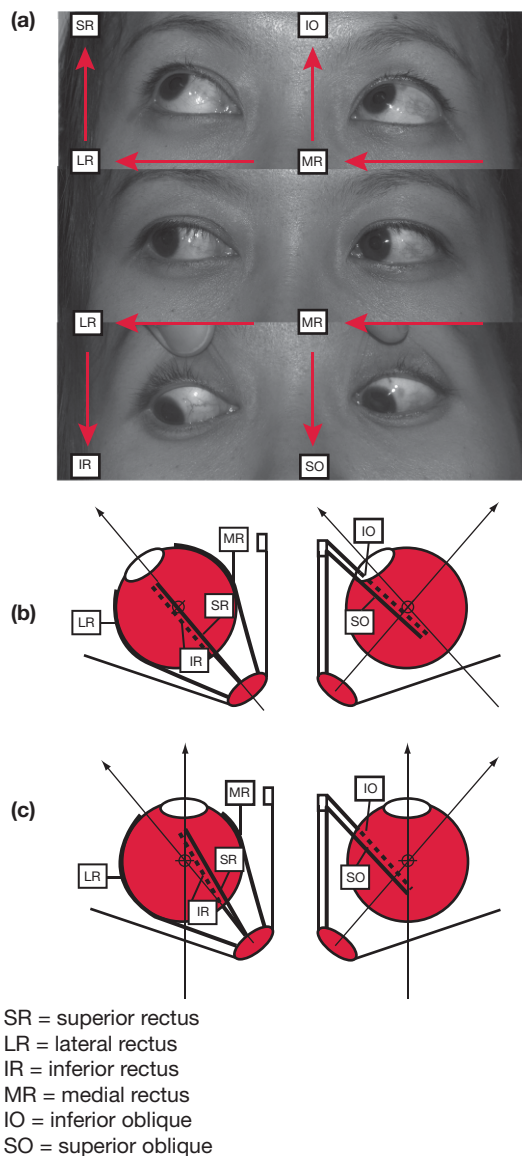 (a)
SR IO
LR MR
LR MR
IR SO
(b)
MR IO
SR
LR SO
IR
(c)
MR IO
SR
LR SO
IR
SR = superior rectus
LR = lateral rectus
IR = inferior rectus
MR = medial rectus
IO = inferior oblique
SO = superior oblique